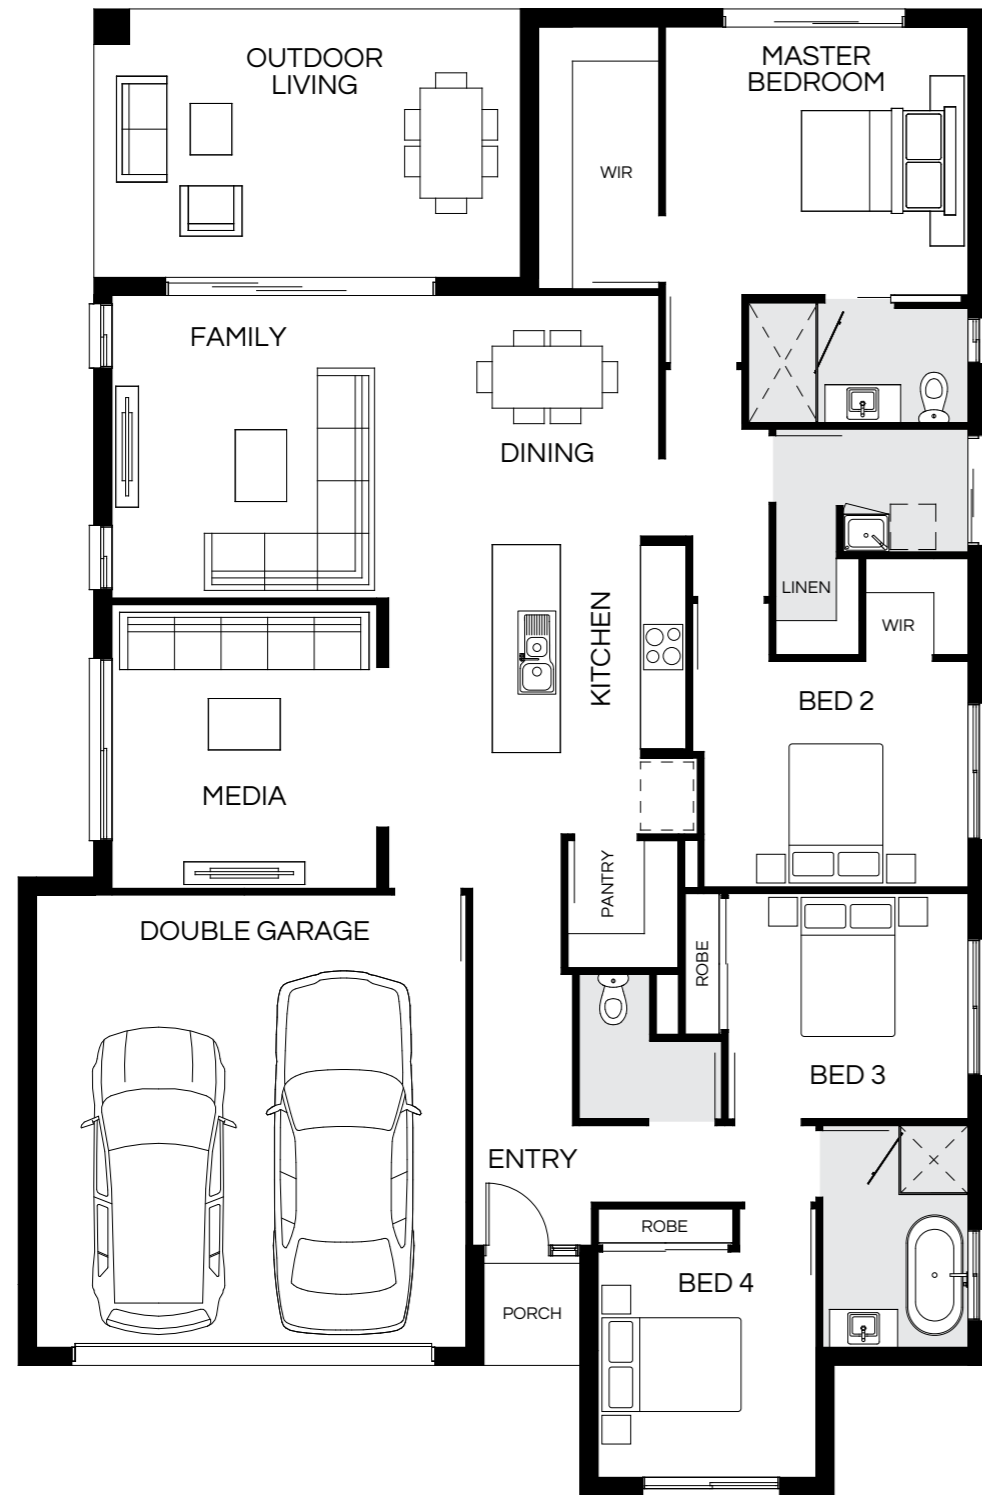 OUTDOOR
LIVING
MASTER
BEDROOM
WIR
FAMILY
DINING
LINEN
WIR
KITCHEN
BED 2
MEDIA
PANTRY
DOUBLE GARAGE
ROBE
BED 3
ENTRY
ROBE
BED 4
PORCH